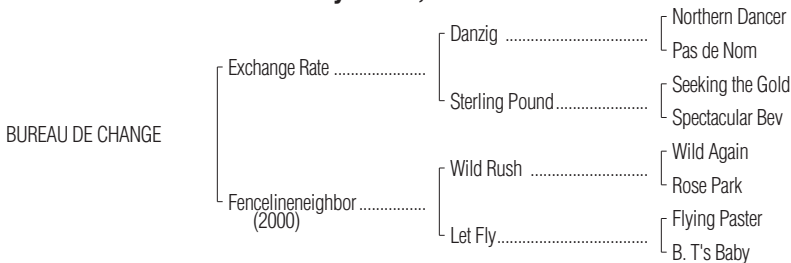 Northern Dancer
Danzig ....................................
Pas de Nom
Exchange Rate ......................
Seeking the Gold
Sterling Pound.......................
Spectacular Bev
BUREAU DE CHANGE
Wild Again
Wild Rush .............................
Rose Park
Fencelineneighbor ................
(2000)
Flying Paster
Let Fly.....................................
B. T's Baby